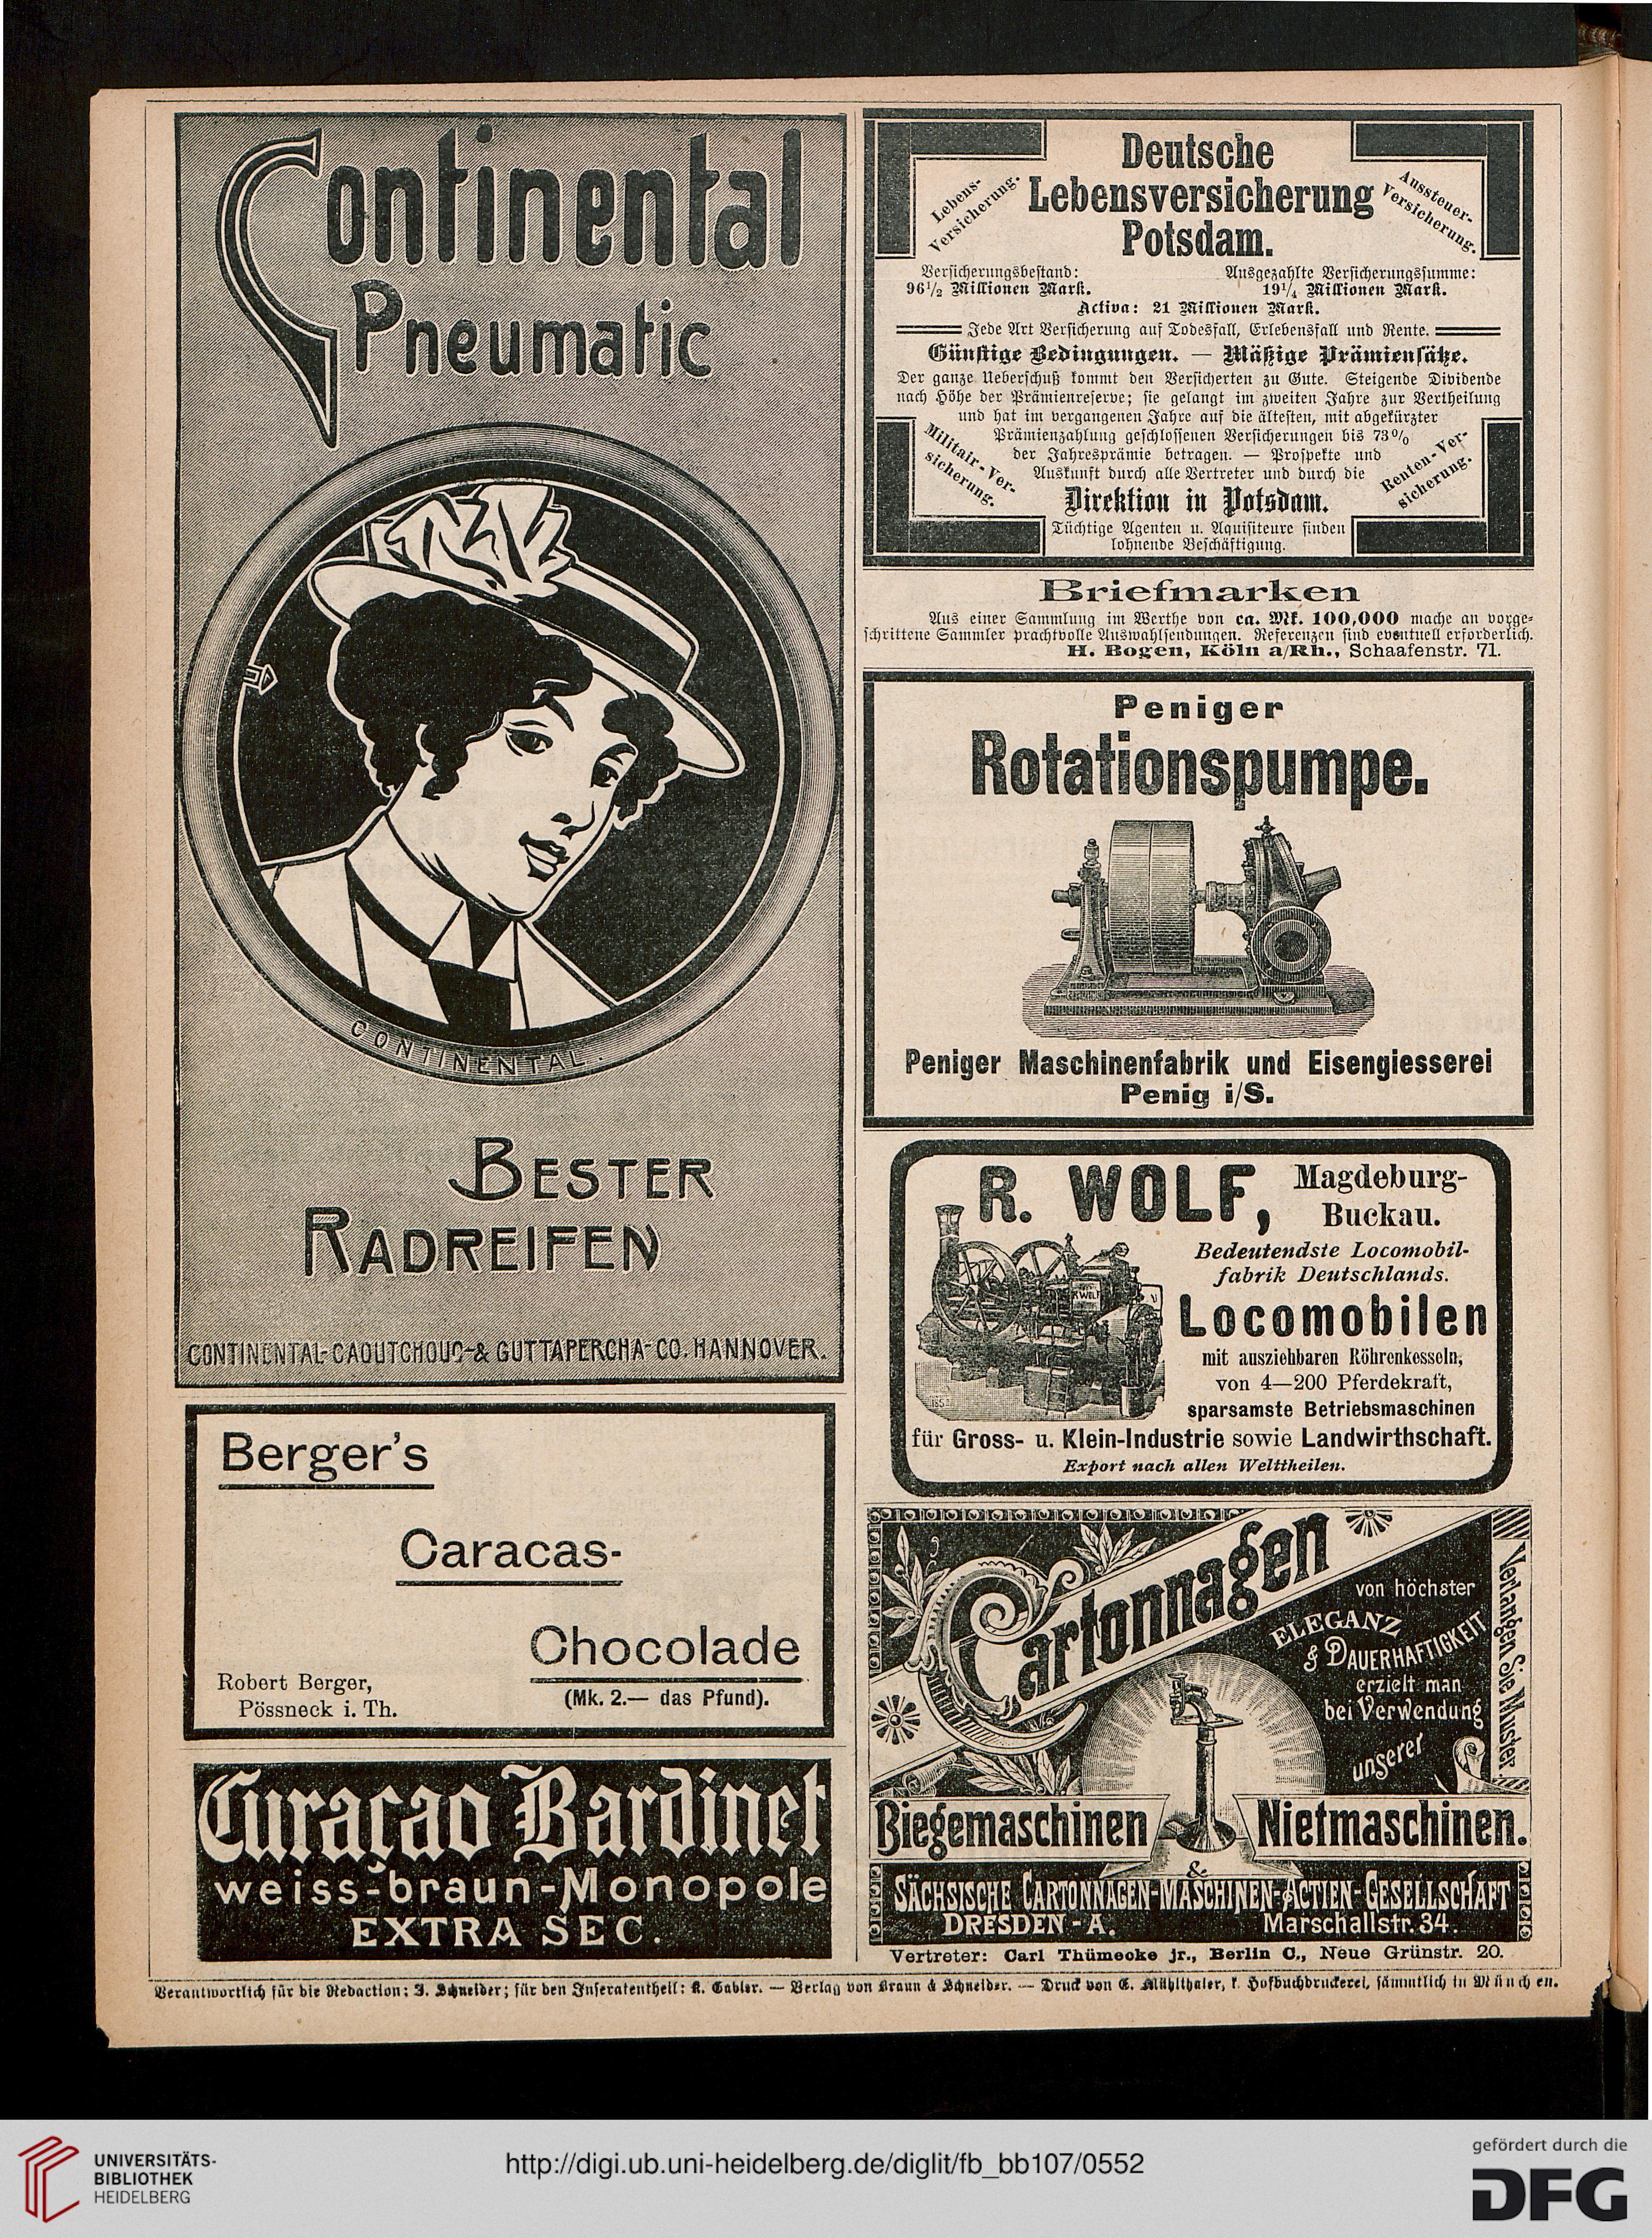 Continental
Pneumatic
CONTINENTAL.
BESTER
RADREIFEN
CONTINENTAL-CAOUTCHOUC-& GUTTAPERCHA-CO. HANNOVER.
Berger's
Caracas-
Chocolade
Robert Berger,
Pössneck i. Th.
(Mk. 2.— das Pfund).
Curaçao Bardinet
weiss-braun-Monopole
EXTRA SEC.
Deutsche
Lebensversicherung
Potsdam.
Lebens-
Versicherung.
Aussteuer-
Versicherung.
Versicherungsbestand:
96½ Millionen Mark.
Ausgezahlte Versicherungssumme:
19¼ Millionen Mark.
Activa: 21 Millionen Mark.
Jede Art Versicherung auf Todesfall, Erlebensfall und Rente.
Günstige Bedingungen. — Mäßige Prämiensätze.
Der ganze Ueberschuß kommt den Versicherten zu Gute. Steigende Dividende
nach Höhe der Prämienreserve; sie gelangt im zweiten Jahre zur Vertheilung
und hat im vergangenen Jahre auf die ältesten, mit abgekürzter
Prämienzahlung geschlossenen Versicherungen bis 73%
der Jahresprämie betragen. — Prospekte und
Auskunft durch alle Vertreter und durch die
Militair-Ver-
sicherung.
Renten-Ver-
sicherung.
Direktion in Potsdam.
Tüchtige Agenten u. Aquisiteure finden
lohnende Beschäftigung.
Briefmarken
Aus einer Sammlung im Werthe von ca. Mk. 100,000 mache an vorge-
schrittene Sammler prachtvolle Auswahlsendungen. Referenzen sind eventuell erforderlich.
H. Bogen, Köln a/Rh., Schaafenstr. 71.
Peniger
Rotationspumpe.
Peniger Maschinenfabrik und Eisengiesserei
Penig i/S.
R. WOLF,
Magdeburg-
Buckau.
Bedeutendste Locomobil-
fabrik Deutschlands.
R.WOLF
Locomobilen
mit ausziehbaren Röhrenkesseln,
von 4—200 Pferdekraft,
sparsamste Betriebsmaschinen
für Gross- u. Klein-Industrie sowie Landwirthschaft.
Export nach allen Welttheilen.
Cartonnagen
von höchster
ELEGANZ
& DAUERHAFTIGKEIT
erzielt man
bei Verwendung
unserer
Verlangen Sie Muster.
Biegemaschinen
&
Nietmaschinen.
SÄCHSISCHE CARTONNAGEN-MASCHINEN-ACTIEN-GESELLSCHAFT
DRESDEN-A. Marschallstr. 34.
Vertreter: Carl Thümecke jr., Berlin C., Neue Grünstr. 20.
Verantwortlich für die Redaction: J. Schneider; für den Inseratentheil: K. Gabler. — Verlag von Braun & Schneider. — Druck von E. Mühlthaler, k. Hofbuchdruckerei, sämmtlich in München.
UNIVERSITÄTS-
BIBLIOTHEK
HEIDELBERG
http://digi.ub.uni-heidelberg.de/diglit/fb_bb107/0552
gefördert durch die
DFG